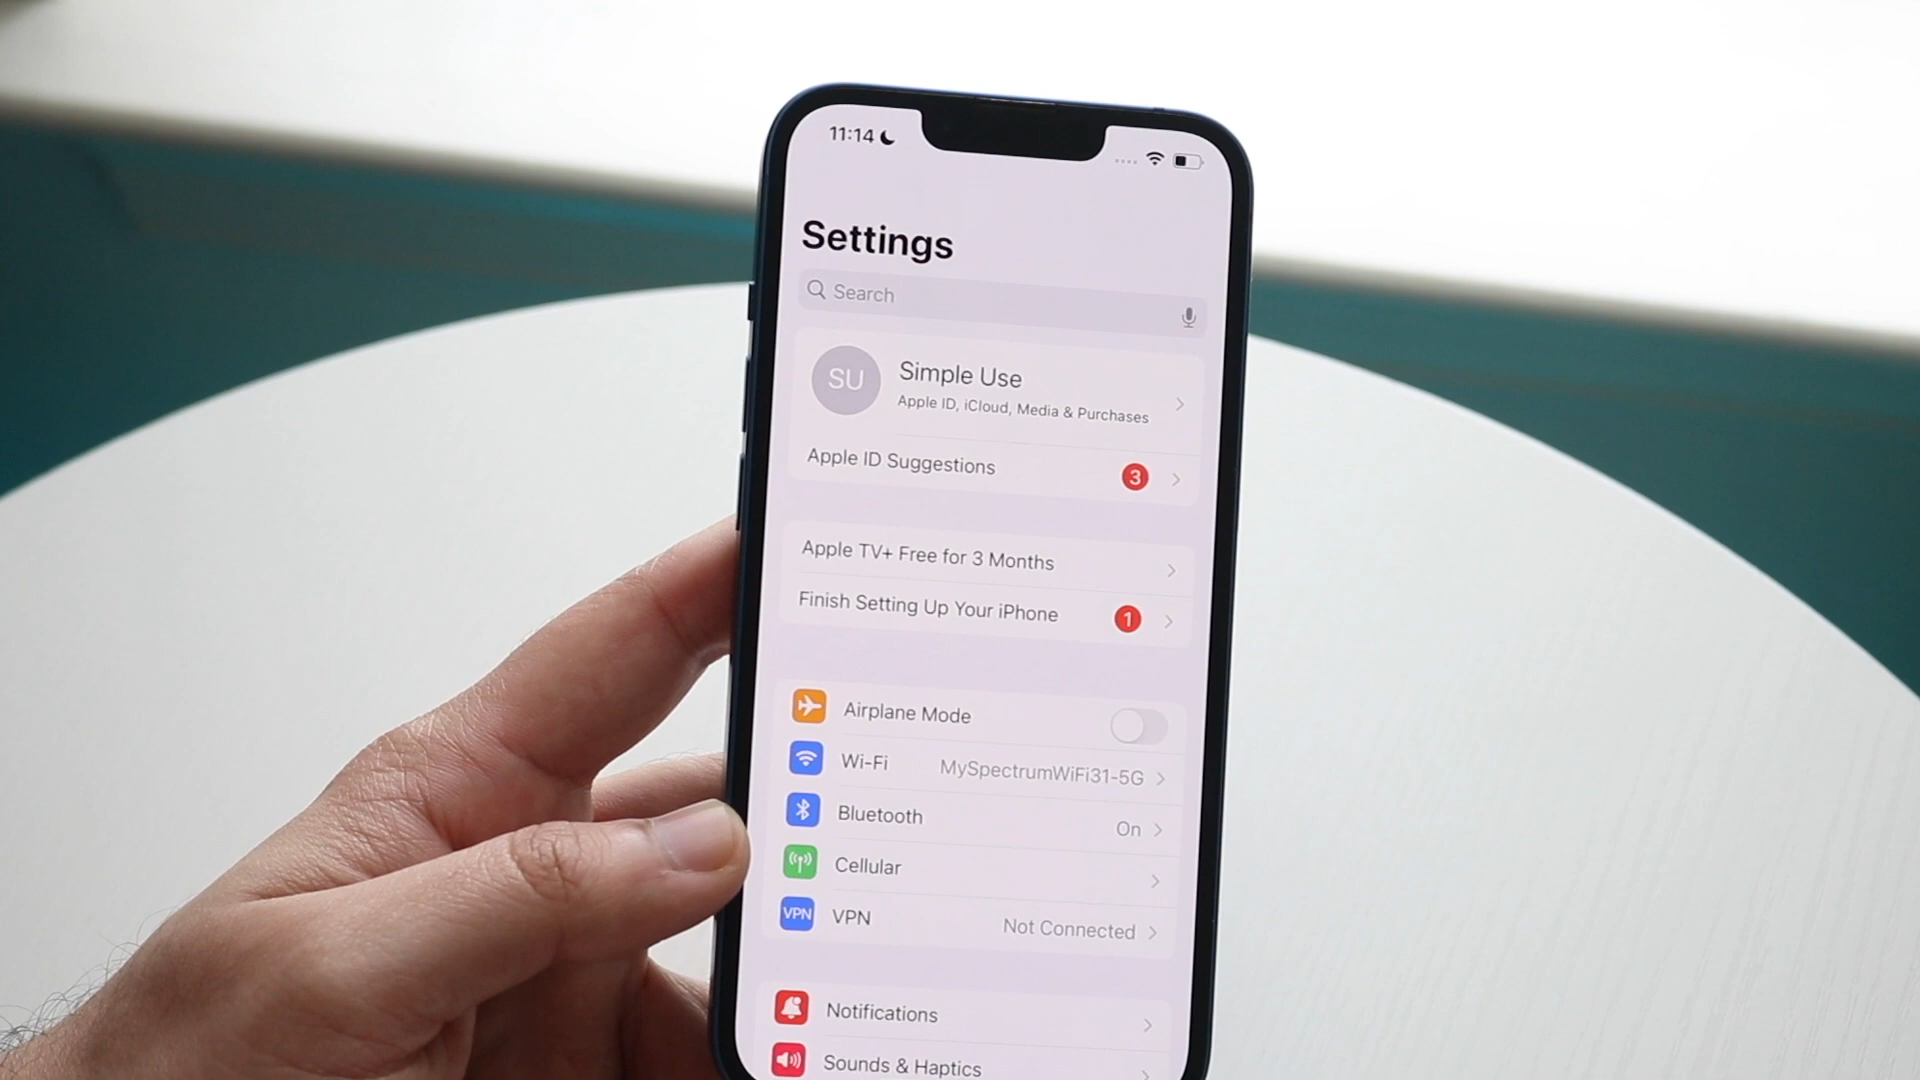 11:14
Settings
Search
SU
Simple Use
Apple ID, iCloud, Media & Purchases
Apple ID Suggestions 3
Apple TV+ Free for 3 Months
Finish Setting Up Your iPhone 1
Airplane Mode
Wi-Fi MySpectrumWiFi31-5G
Bluetooth On
Cellular
VPN VPN Not Connected
Notifications
Sounds & Haptics